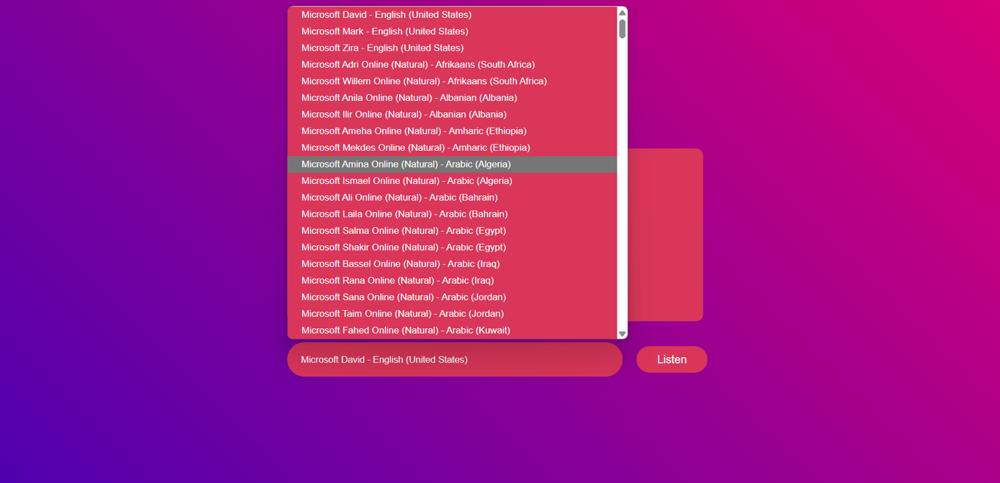 Microsoft David - English (United States)
Microsoft Mark - English (United States)
Microsoft Zira - English (United States)
Microsoft Adri Online (Natural) - Afrikaans (South Africa)
Microsoft Willem Online (Natural) - Afrikaans (South Africa)
Microsoft Anila Online (Natural) - Albanian (Albania)
Microsoft Ilir Online (Natural) - Albanian (Albania)
Microsoft Ameha Online (Natural) - Amharic (Ethiopia)
Microsoft Mekdes Online (Natural) - Amharic (Ethiopia)
Microsoft Amina Online (Natural) - Arabic (Algeria)
Microsoft Ismael Online (Natural) - Arabic (Algeria)
Microsoft Ali Online (Natural) - Arabic (Bahrain)
Microsoft Laila Online (Natural) - Arabic (Bahrain)
Microsoft Salma Online (Natural) - Arabic (Egypt)
Microsoft Shakir Online (Natural) - Arabic (Egypt)
Microsoft Bassel Online (Natural) - Arabic (Iraq)
Microsoft Rana Online (Natural) - Arabic (Iraq)
Microsoft Sana Online (Natural) - Arabic (Jordan)
Microsoft Taim Online (Natural) - Arabic (Jordan)
Microsoft Fahed Online (Natural) - Arabic (Kuwait)
Microsoft David - English (United States)
Listen